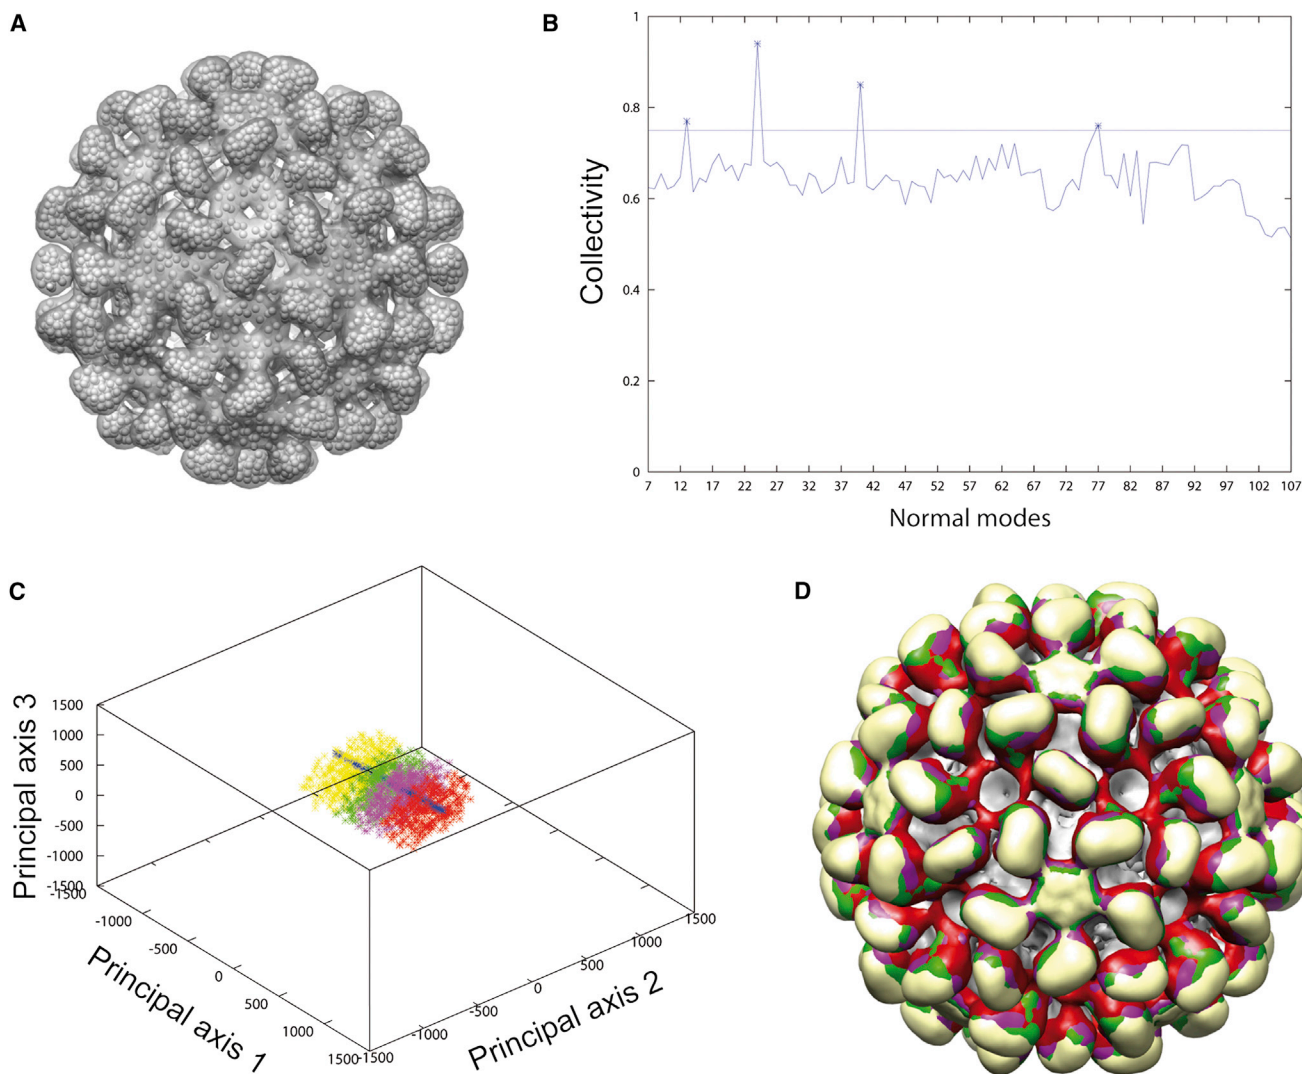 A
B
1
0.8
0.6
0.4
0.2
0
Collectivity
7 12 17 22 27 32 37 42 47 52 57 62 67 72 77 82 87 92 97 102 107
Normal modes
C
1500
1000
500
0
-500
-1000
-1500
Principal axis 3
-1500
-1000
-500
0
500
1000
1500
Principal axis 1
-1500
-1000
-500
0
500
1000
1500
Principal axis 2
D